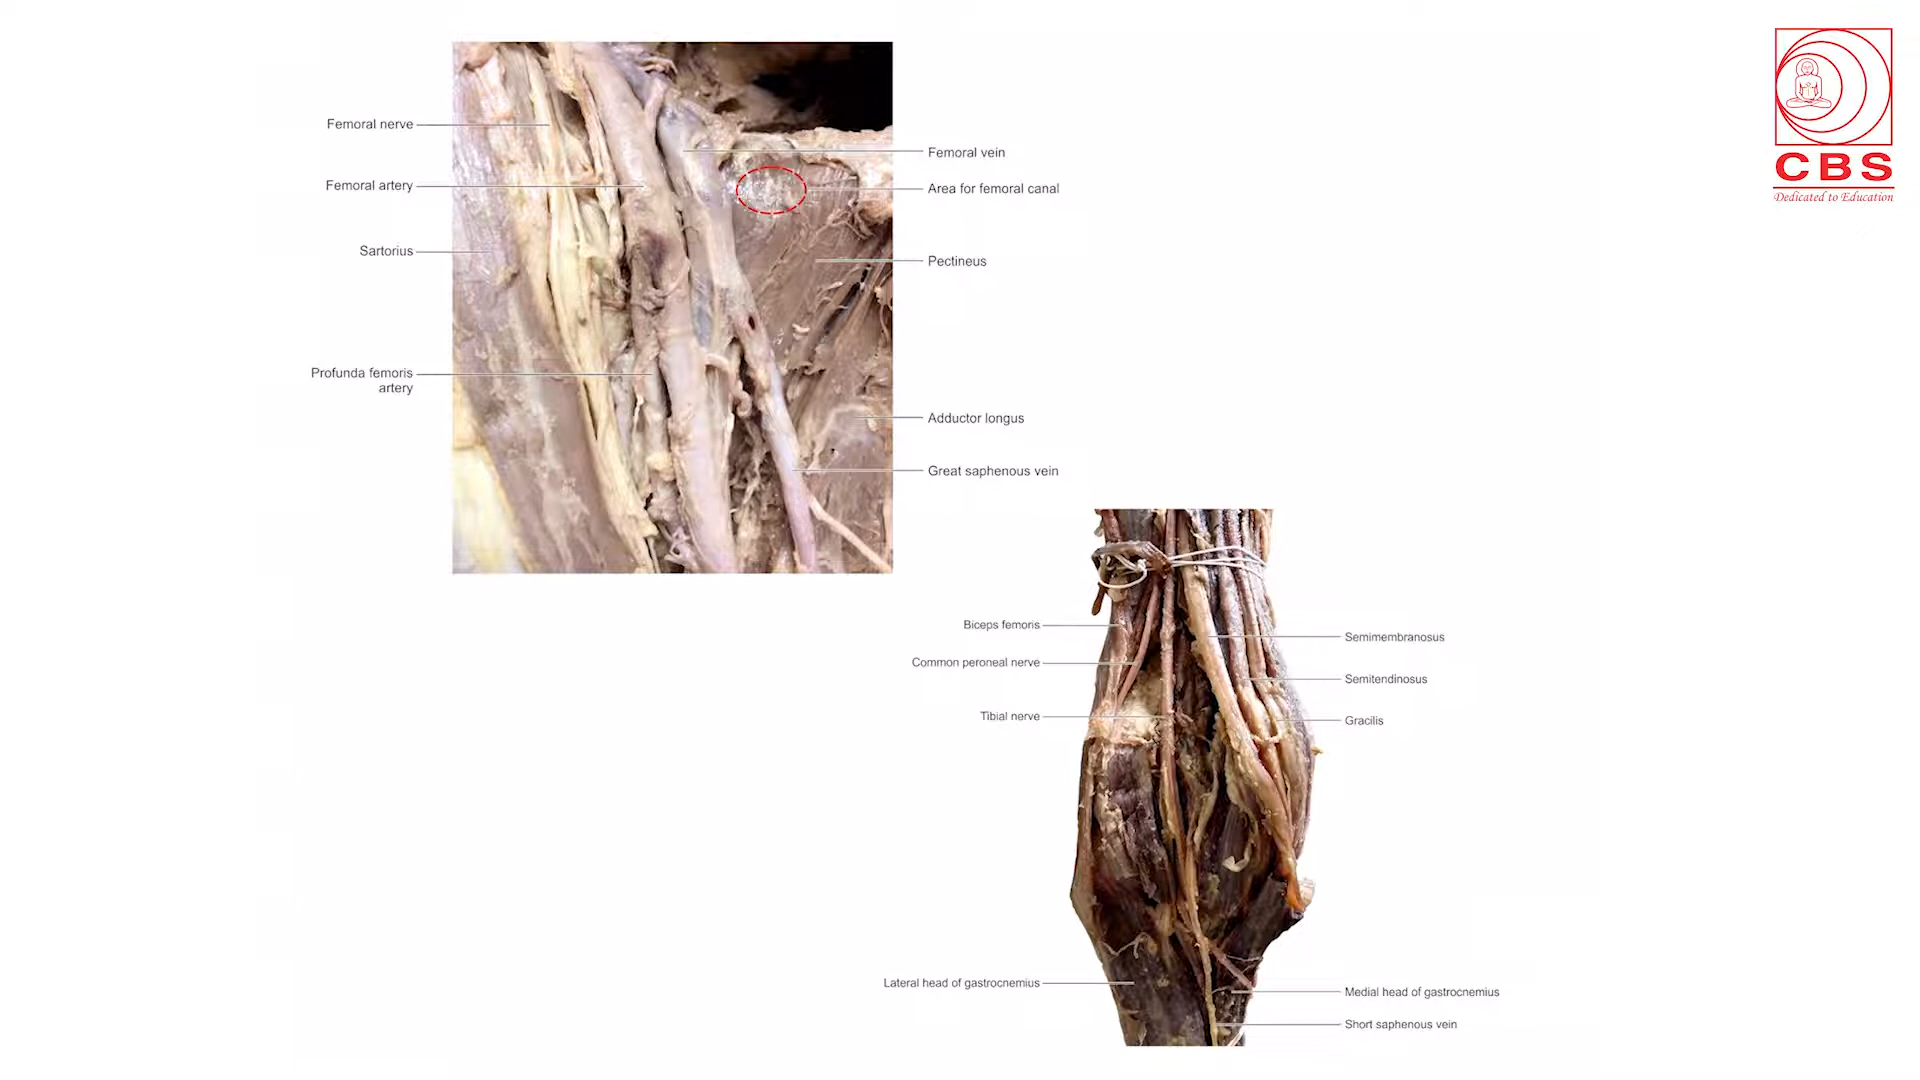 Femoral nerve
Femoral artery
Sartorius
Profunda femoris
artery
Femoral vein
Area for femoral canal
Pectineus
Adductor longus
Great saphenous vein
Biceps femoris
Common peroneal nerve
Tibial nerve
Lateral head of gastrocnemius
Semimembranosus
Semitendinosus
Gracilis
Medial head of gastrocnemius
Short saphenous vein
CBS
Dedicated to Education